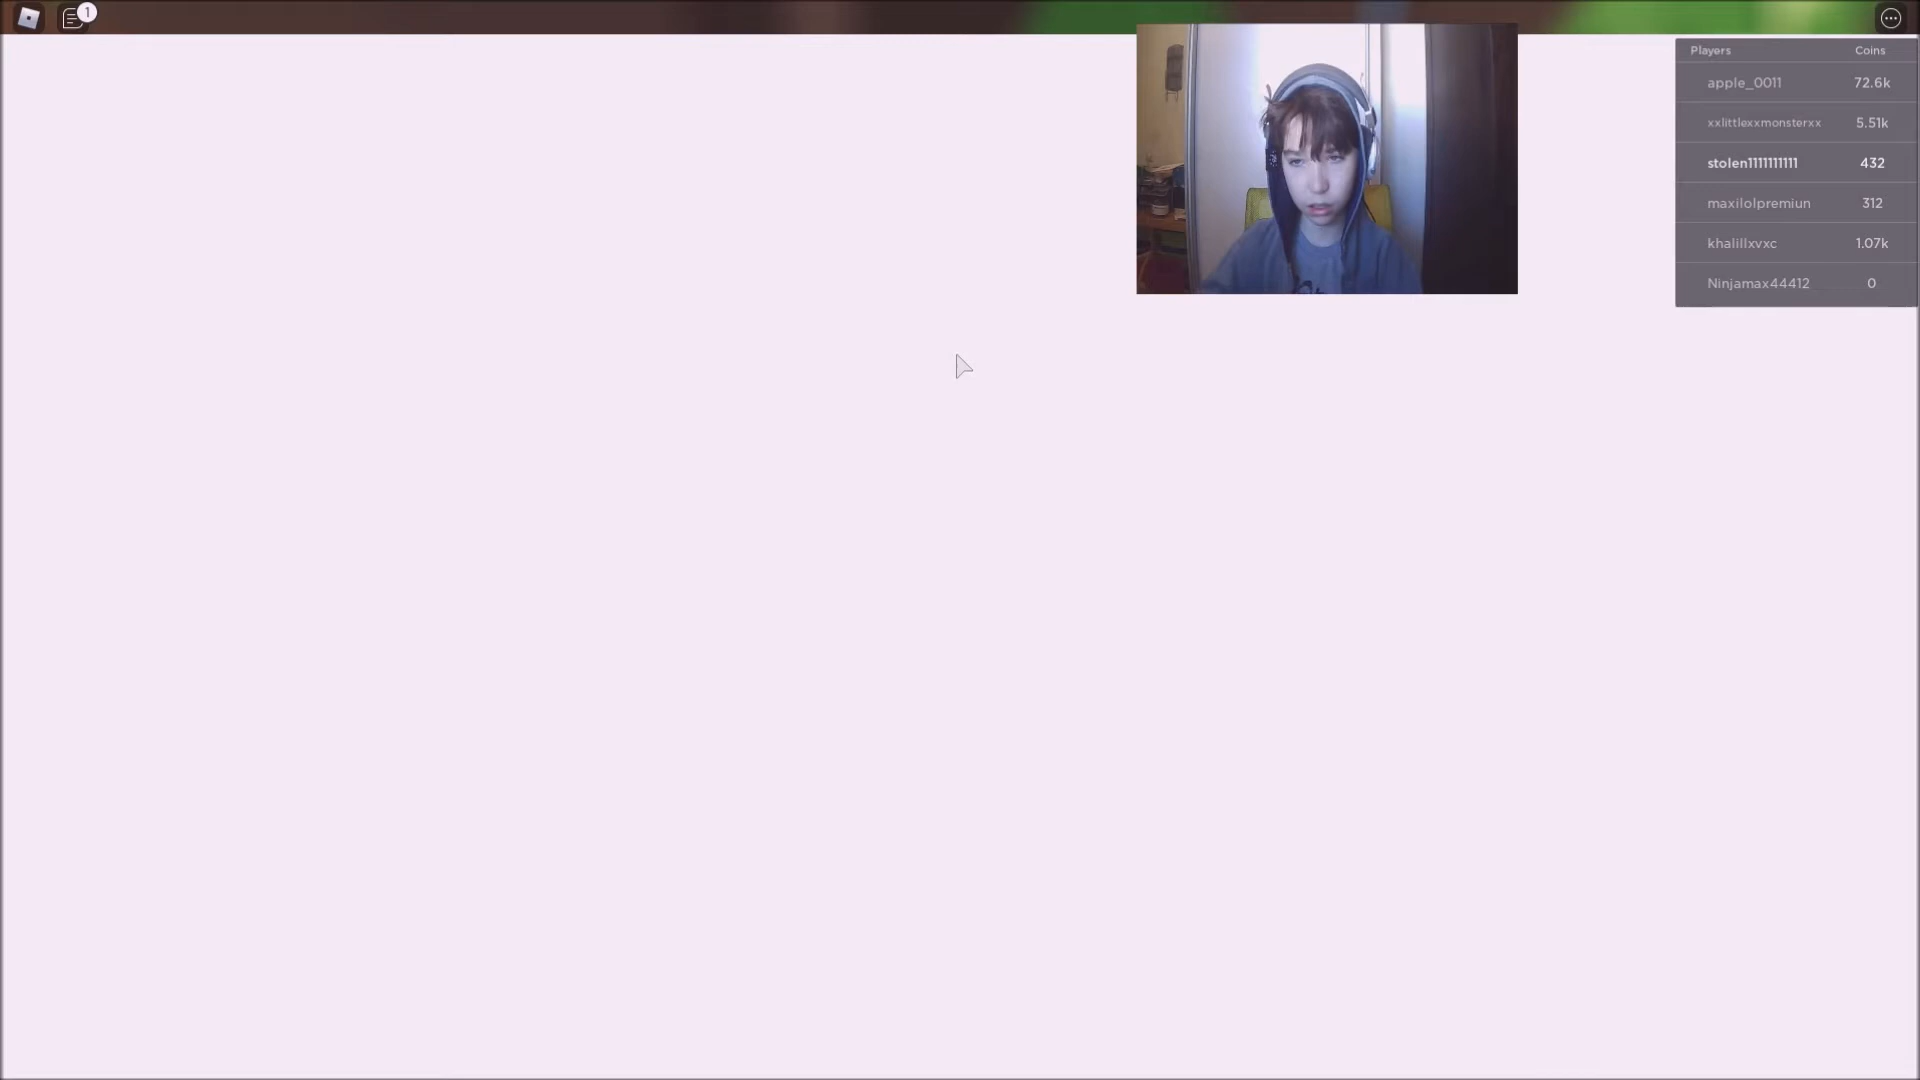 1
Players Coins
apple_0011 72.6k
xxlittlexxmonsterxx 5.51k
stolen1111111111 432
maxilolpremiun 312
khalillxvxc 1.07k
Ninjamax44412 0